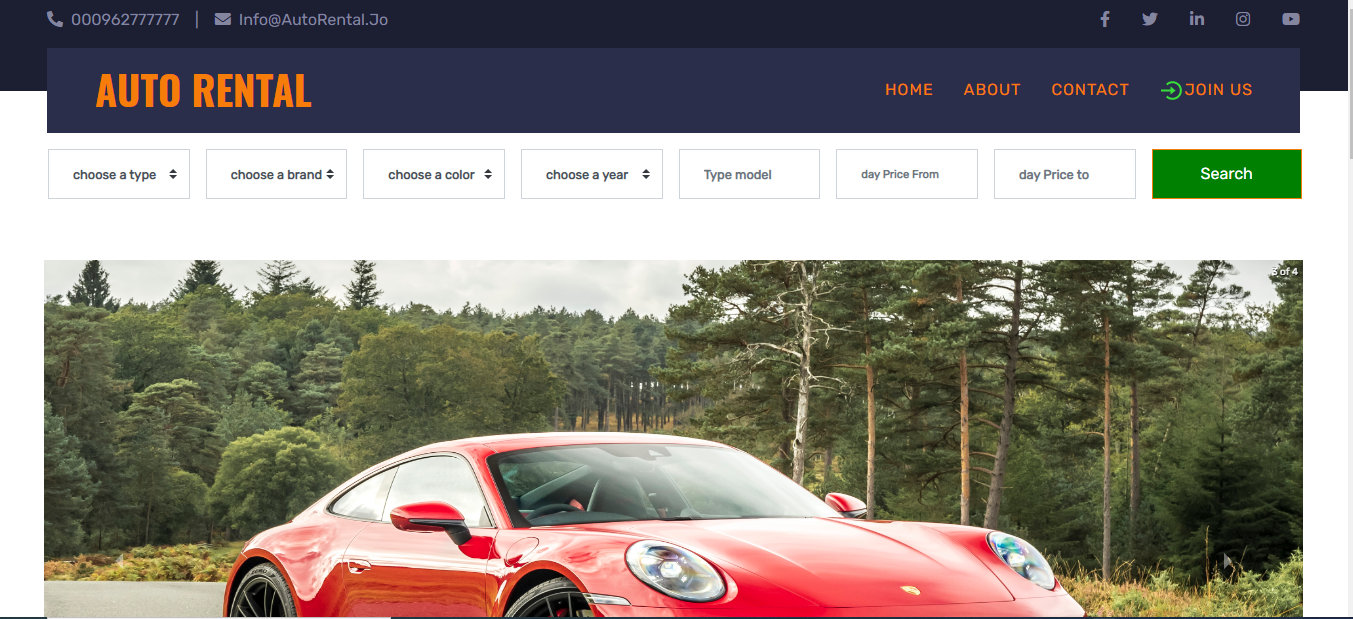 000962777777 | Info@AutoRental.Jo
AUTO RENTAL
HOME ABOUT CONTACT JOIN US
choose a type choose a brand choose a color choose a year Type model day Price From day Price to Search
3 of 4